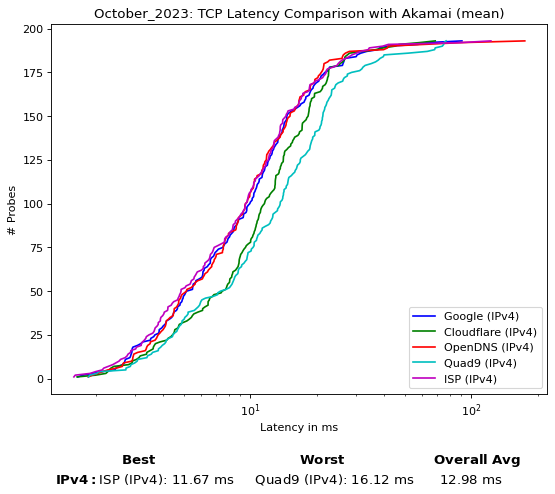 October_2023: TCP Latency Comparison with Akamai (mean)
200
175
150
125
100
75
50
25
0
# Probes
Google (IPv4)
Cloudflare (IPv4)
OpenDNS (IPv4)
Quad9 (IPv4)
ISP (IPv4)
10¹ 10²
Latency in ms
Best Worst Overall Avg
IPv4: ISP (IPv4): 11.67 ms Quad9 (IPv4): 16.12 ms 12.98 ms